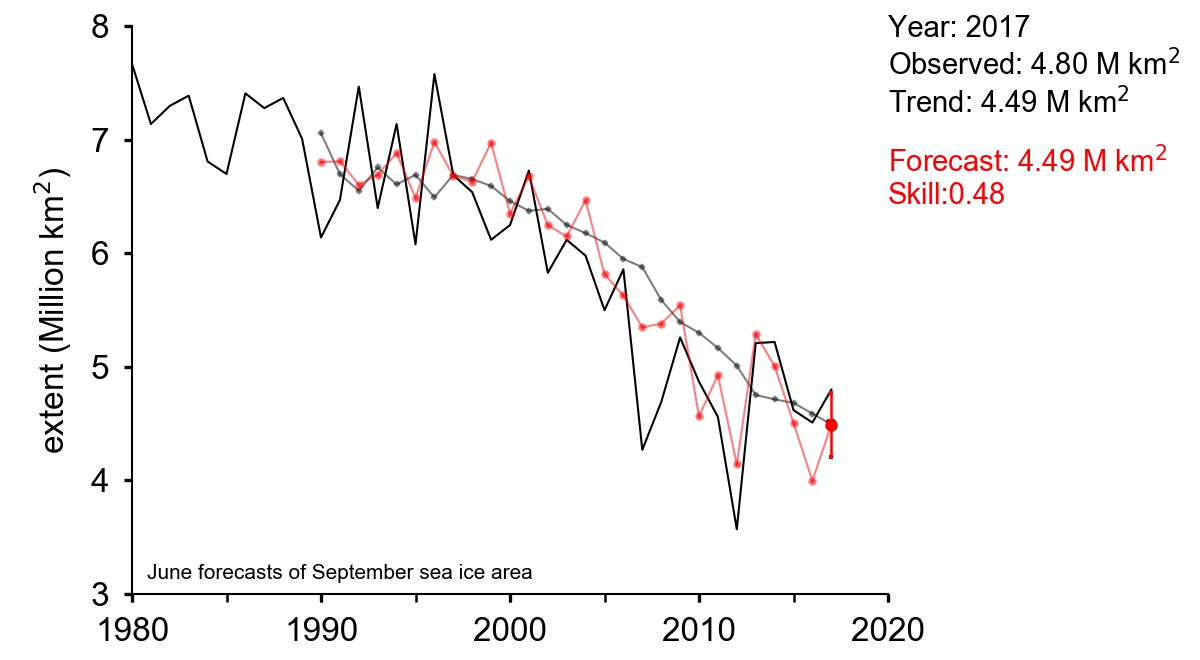 8
7
6
5
4
3
extent (Million km²)
1980
1990
2000
2010
2020
June forecasts of September sea ice area
Year: 2017
Observed: 4.80 M km²
Trend: 4.49 M km²
Forecast: 4.49 M km²
Skill:0.48